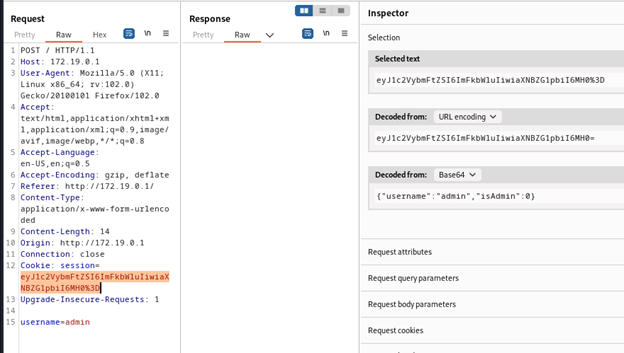 Request
Pretty Raw Hex
\n
1 POST / HTTP/1.1
2 Host: 172.19.0.1
3 User-Agent: Mozilla/5.0 (X11;
Linux x86_64; rv:102.0)
Gecko/20100101 Firefox/102.0
4 Accept:
text/html,application/xhtml+xm
l,application/xml;q=0.9,image/
avif,image/webp,*/*;q=0.8
5 Accept-Language:
en-US,en;q=0.5
6 Accept-Encoding: gzip, deflate
7 Referer: http://172.19.0.1/
8 Content-Type:
application/x-www-form-urlenco
ded
9 Content-Length: 14
10 Origin: http://172.19.0.1
11 Connection: close
12 Cookie: session=
eyJ1c2VybmFtZSI6ImFkbWluIiwiaX
NBZG1pbiI6MH0%3D
13 Upgrade-Insecure-Requests: 1
14
15 username=admin
Response
Pretty Raw
\n
Inspector
Selection
Selected text
eyJ1c2VybmFtZSI6ImFkbWluIiwiaXNBZG1pbiI6MH0%3D
Decoded from: URL encoding
eyJ1c2VybmFtZSI6ImFkbWluIiwiaXNBZG1pbiI6MH0=
Decoded from: Base64
{"username":"admin","isAdmin":0}
Request attributes
Request query parameters
Request body parameters
Request cookies